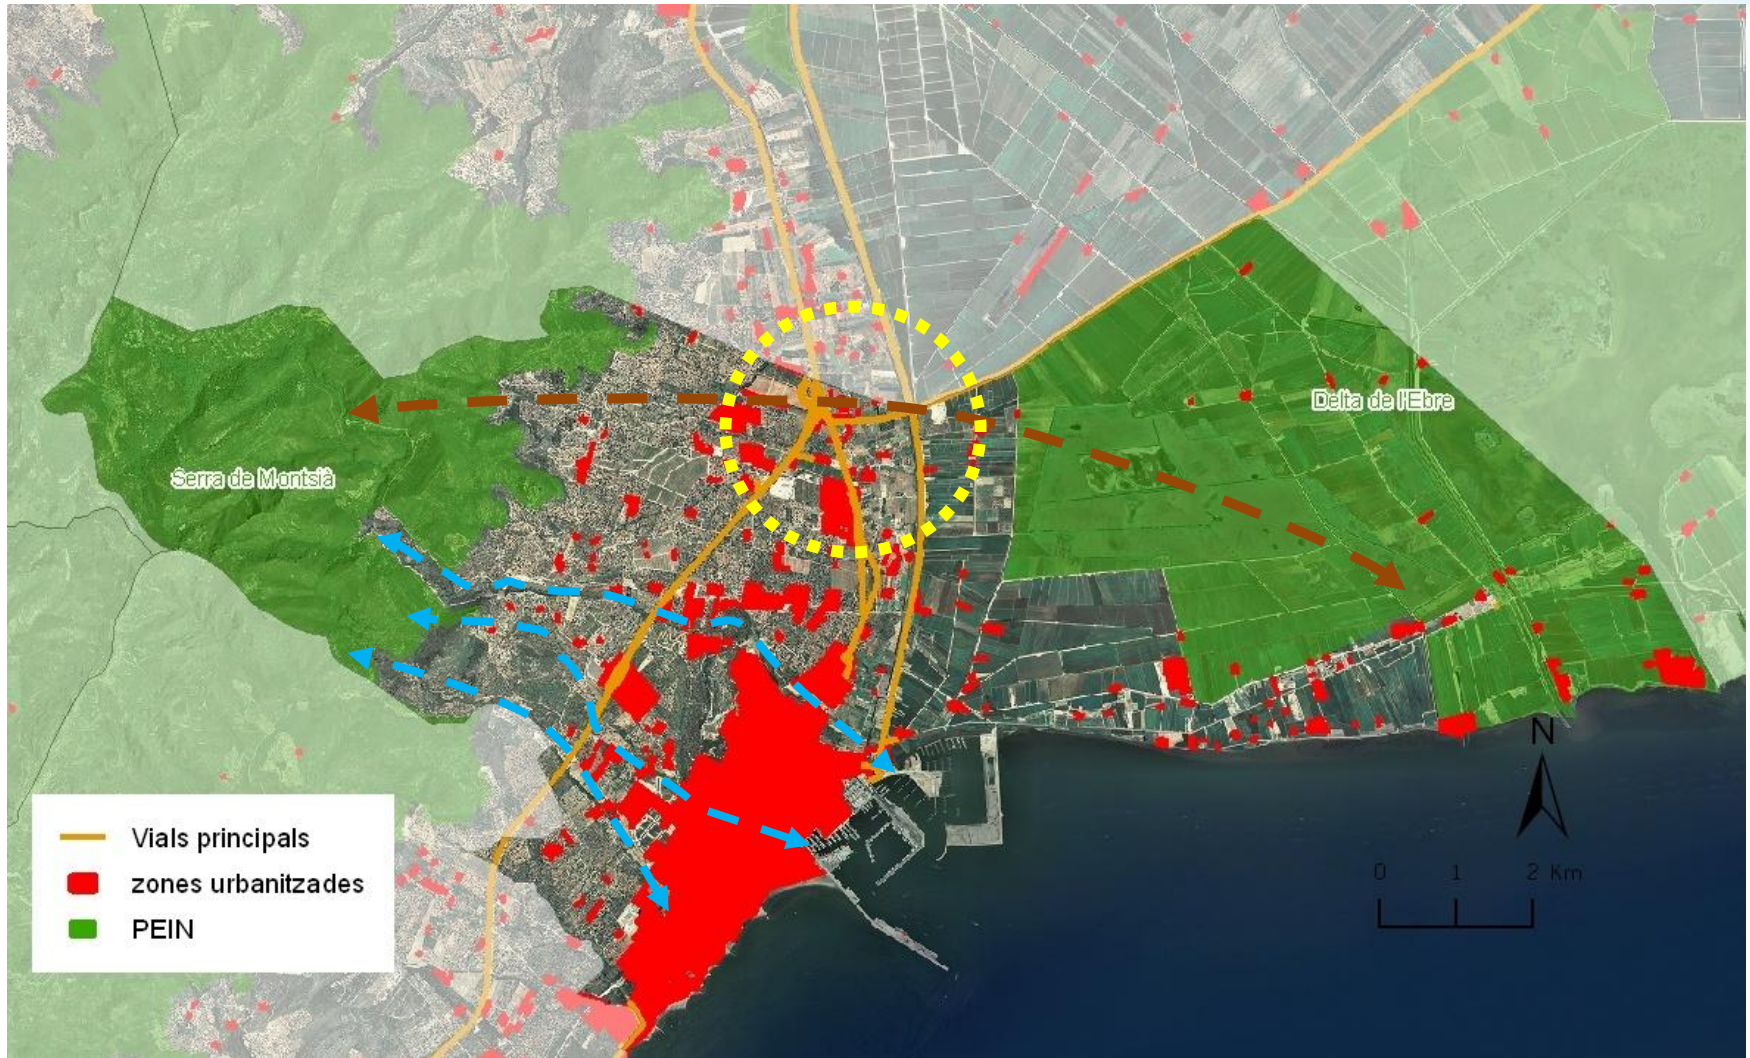 Delta de l'Ebre
Serra de Montsià
N
0 1 2 Km
Vials principals
zones urbanitzades
PEIN